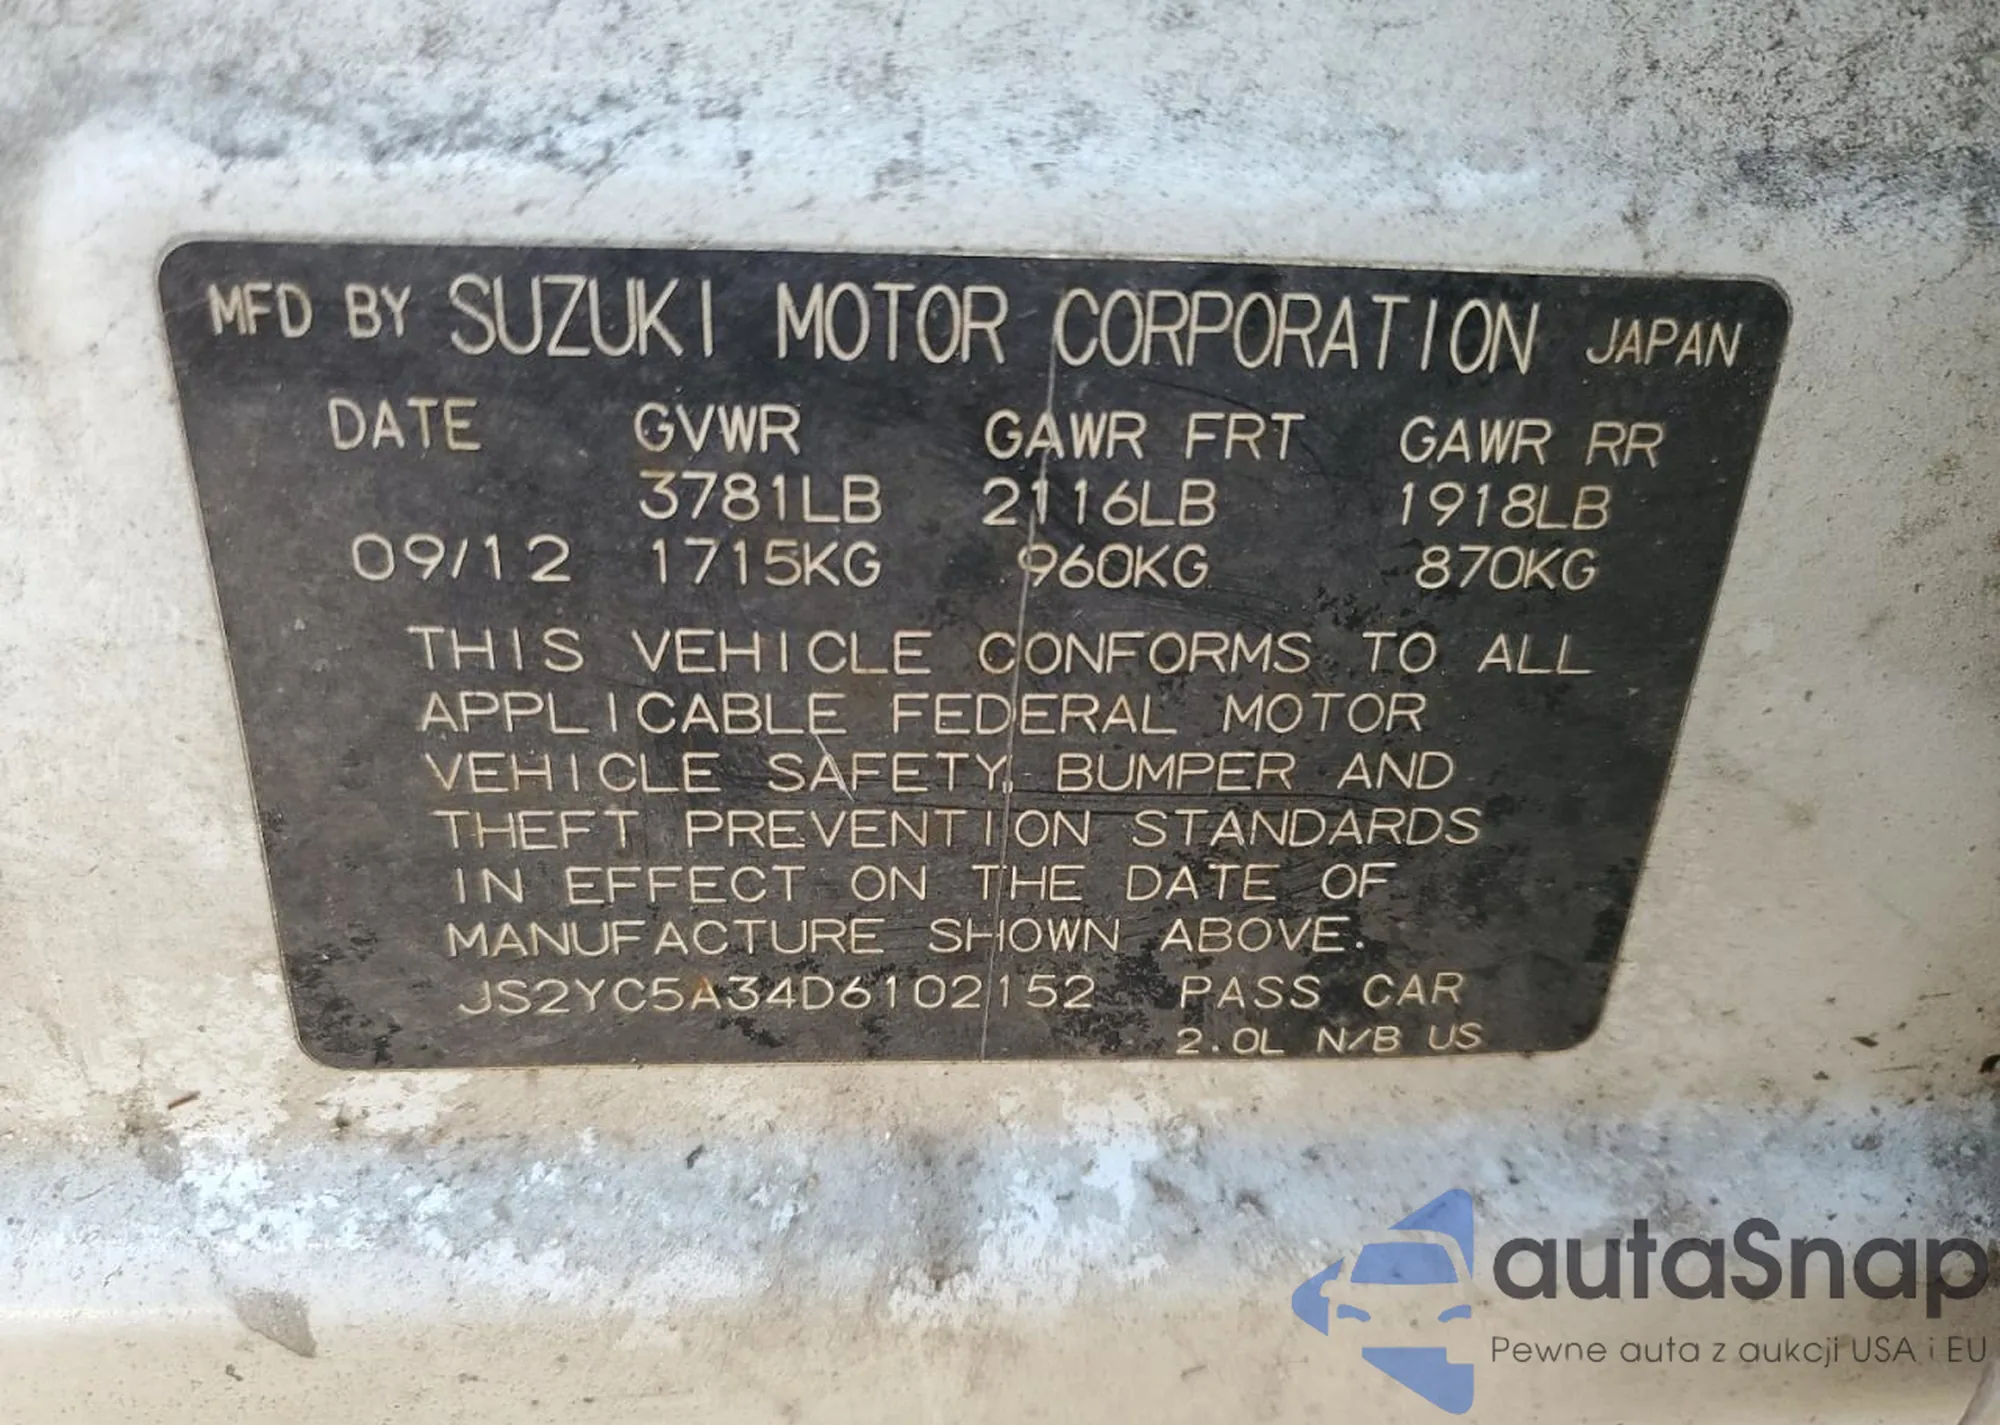 MFD BY SUZUKI MOTOR CORPORATION JAPAN
DATE GVWR GAWR FRT GAWR RR
3781LB 2116LB 1918LB
09/12 1715KG 960KG 870KG
THIS VEHICLE CONFORMS TO ALL
APPLICABLE FEDERAL MOTOR
VEHICLE SAFETY, BUMPER AND
THEFT PREVENTION STANDARDS
IN EFFECT ON THE DATE OF
MANUFACTURE SHOWN ABOVE.
JS2YC5A34D6102152 PASS CAR
2.0L N/B US
autaSnap
Pewne auta z aukcji USA i EU